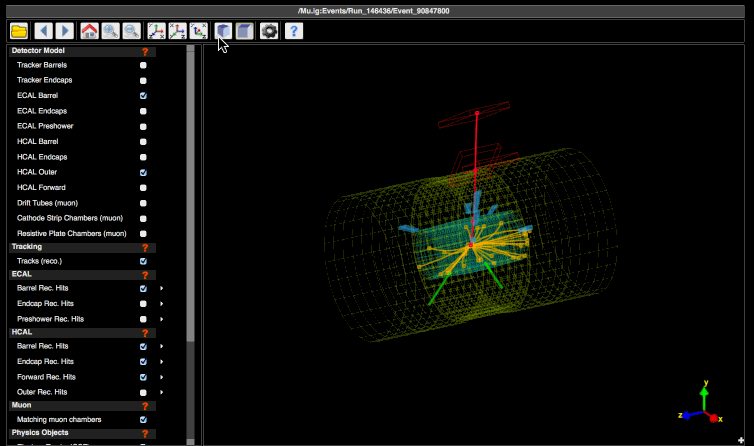 /Mu.ig:Events/Run_146436/Event_90847800
?
Detector Model ?
Tracker Barrels
Tracker Endcaps
ECAL Barrel
ECAL Endcaps
ECAL Preshower
HCAL Barrel
HCAL Endcaps
HCAL Outer
HCAL Forward
Drift Tubes (muon)
Cathode Strip Chambers (muon)
Resistive Plate Chambers (muon)
Tracking ?
Tracks (reco.)
ECAL ?
Barrel Rec. Hits
Endcap Rec. Hits
Preshower Rec. Hits
HCAL ?
Barrel Rec. Hits
Endcap Rec. Hits
Forward Rec. Hits
Outer Rec. Hits
Muon ?
Matching muon chambers
Physics Objects ?
y
z
x